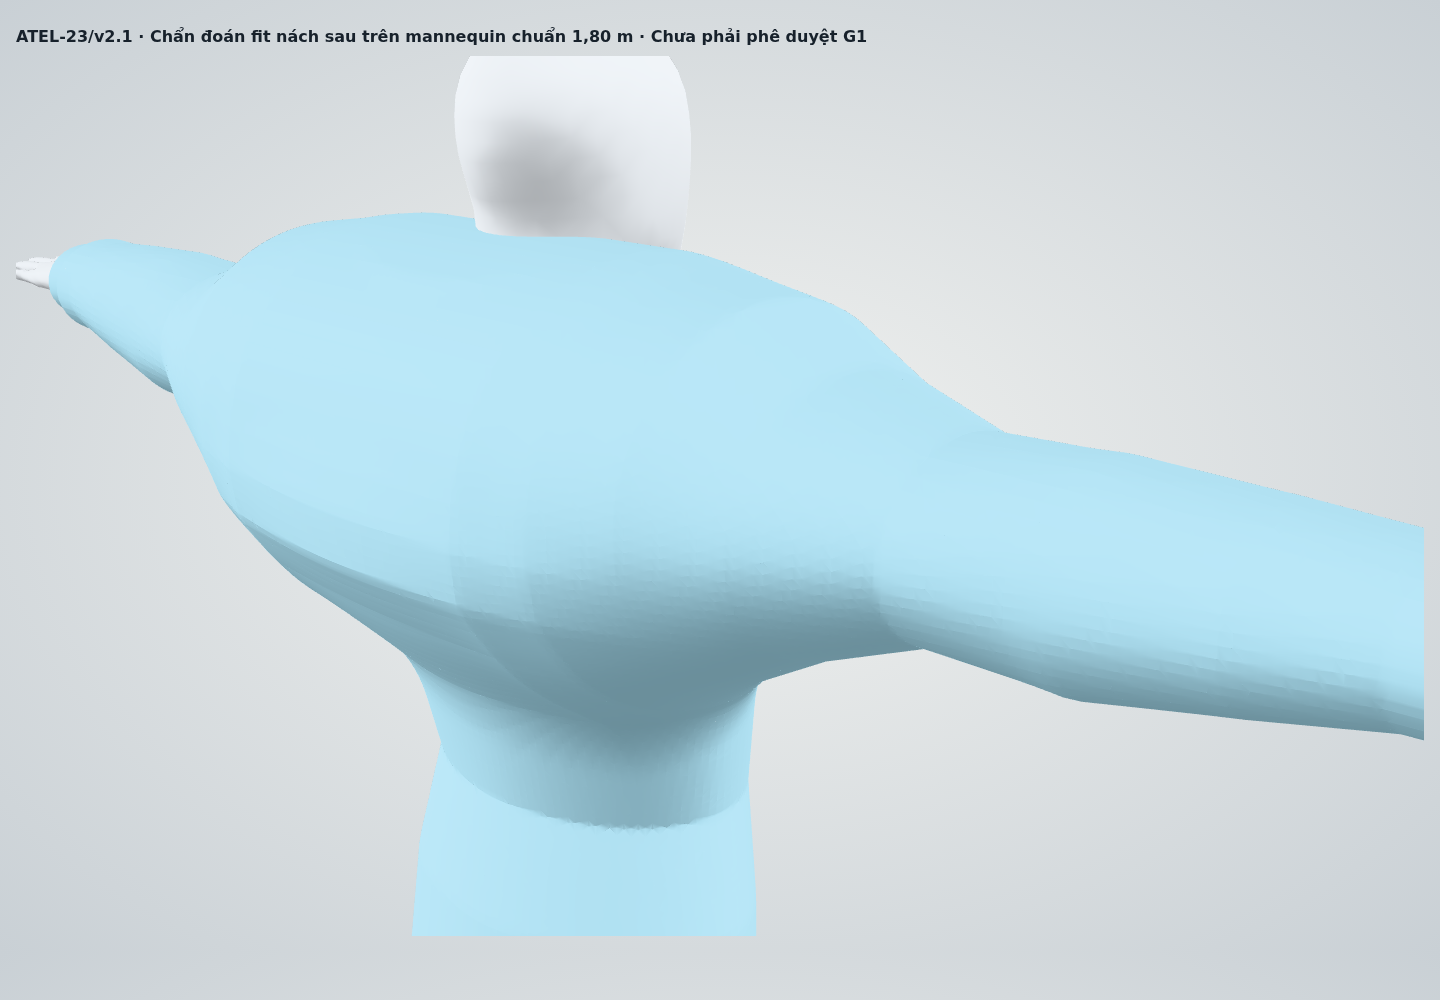 ATEL-23/v2.1 · Chẩn đoán fit nách sau trên mannequin chuẩn 1,80 m · Chưa phải phê duyệt G1